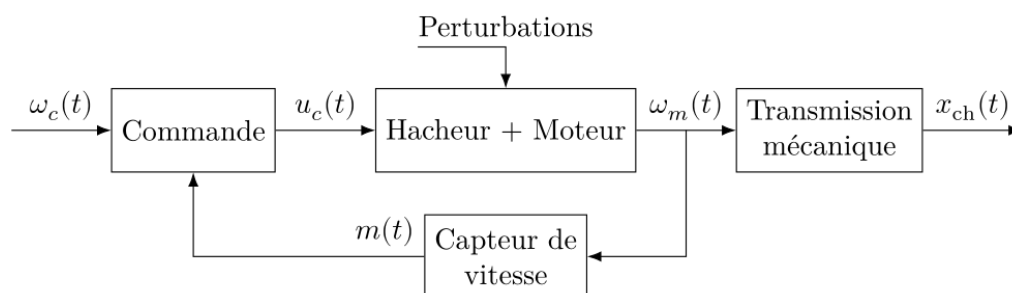 Perturbations
ω_c(t)
Commande
u_c(t)
Hacheur + Moteur
ω_m(t)
Transmission
mécanique
x_ch(t)
m(t)
Capteur de
vitesse